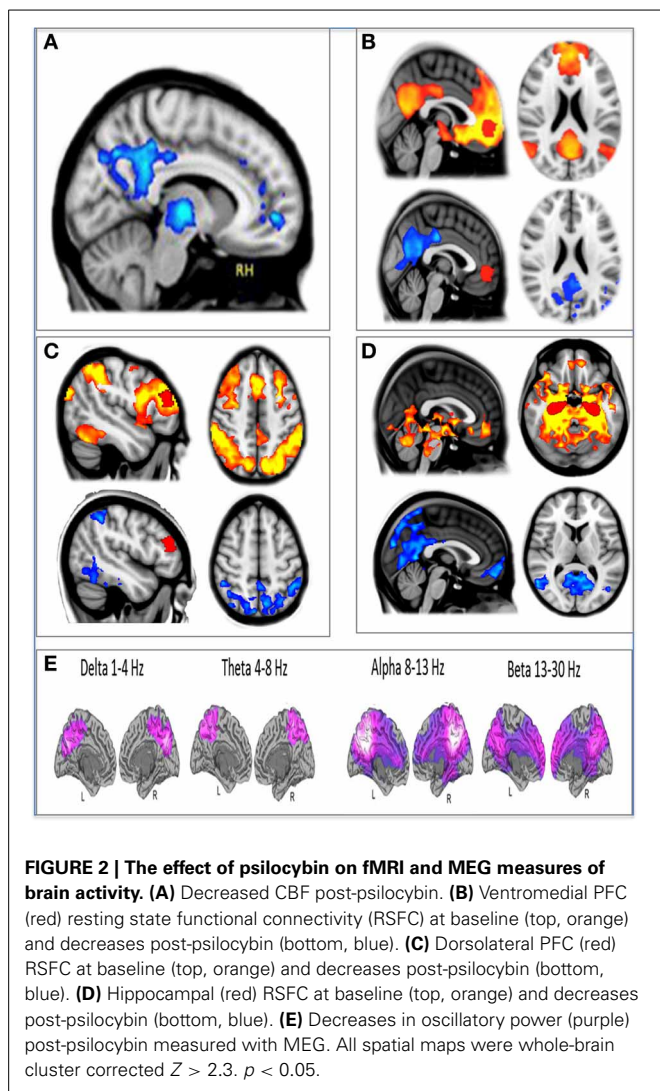 A
B
RH
C
D
E
Delta 1-4 Hz Theta 4-8 Hz Alpha 8-13 Hz Beta 13-30 Hz
L R L R L R L R
FIGURE 2 | The effect of psilocybin on fMRI and MEG measures of
brain activity. (A) Decreased CBF post-psilocybin. (B) Ventromedial PFC
(red) resting state functional connectivity (RSFC) at baseline (top, orange)
and decreases post-psilocybin (bottom, blue). (C) Dorsolateral PFC (red)
RSFC at baseline (top, orange) and decreases post-psilocybin (bottom,
blue). (D) Hippocampal (red) RSFC at baseline (top, orange) and decreases
post-psilocybin (bottom, blue). (E) Decreases in oscillatory power (purple)
post-psilocybin measured with MEG. All spatial maps were whole-brain
cluster corrected Z > 2.3. p < 0.05.